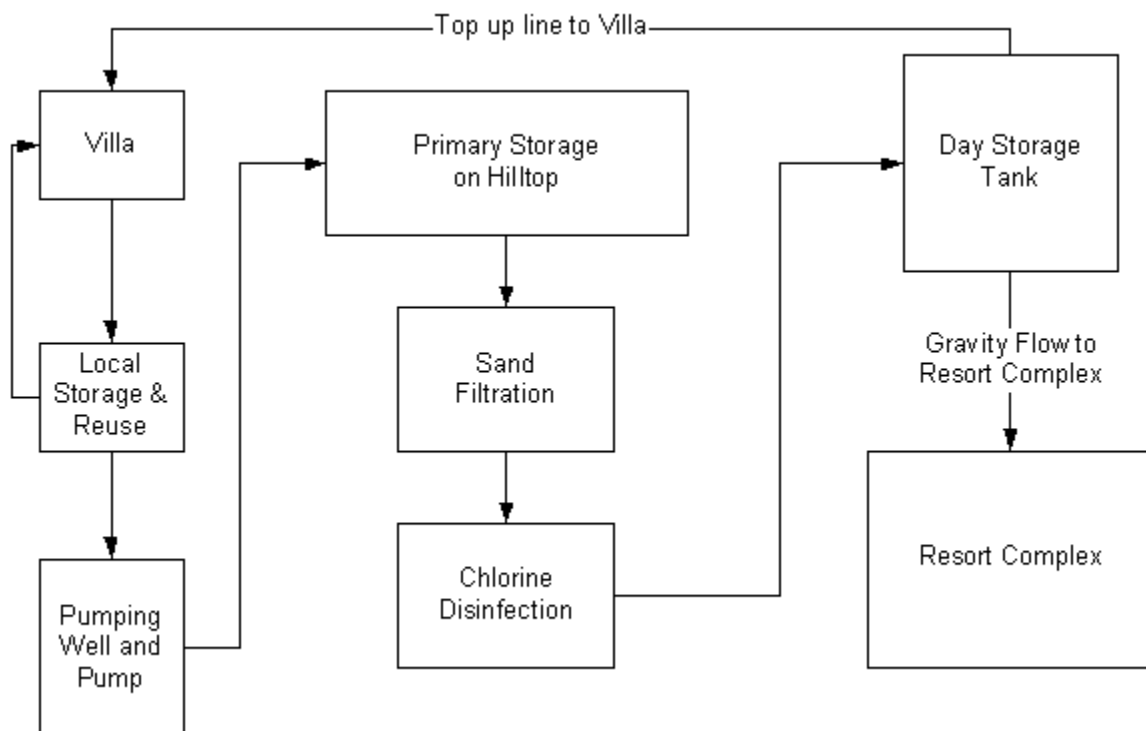 Top up line to Villa
Villa
Primary Storage
on Hilltop
Day Storage
Tank
Local
Storage &
Reuse
Sand
Filtration
Gravity Flow to
Resort Complex
Pumping
Well and
Pump
Chlorine
Disinfection
Resort Complex